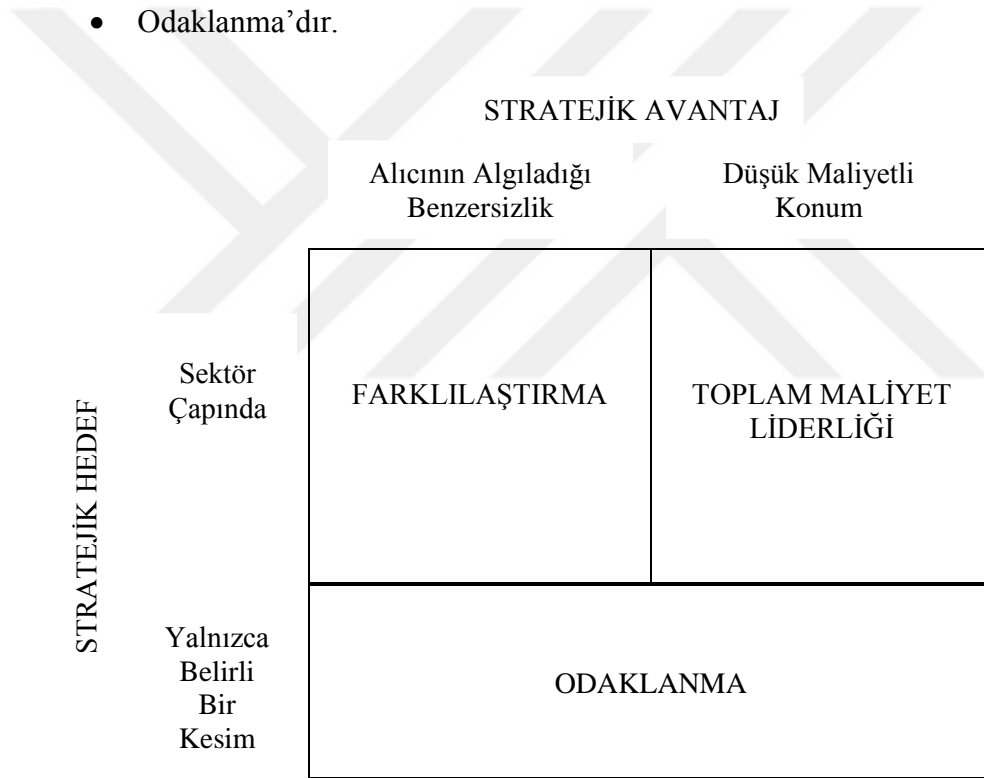 • Odaklanma’dır.
STRATEJİK AVANTAJ
Alıcının Algıladığı
Benzersizlik
Düşük Maliyetli
Konum
STRATEJİK HEDEF
Sektör
Çapında
FARKLILAŞTIRMA
TOPLAM MALİYET
LİDERLİĞİ
Yalnızca
Belirli
Bir
Kesim
ODAKLANMA